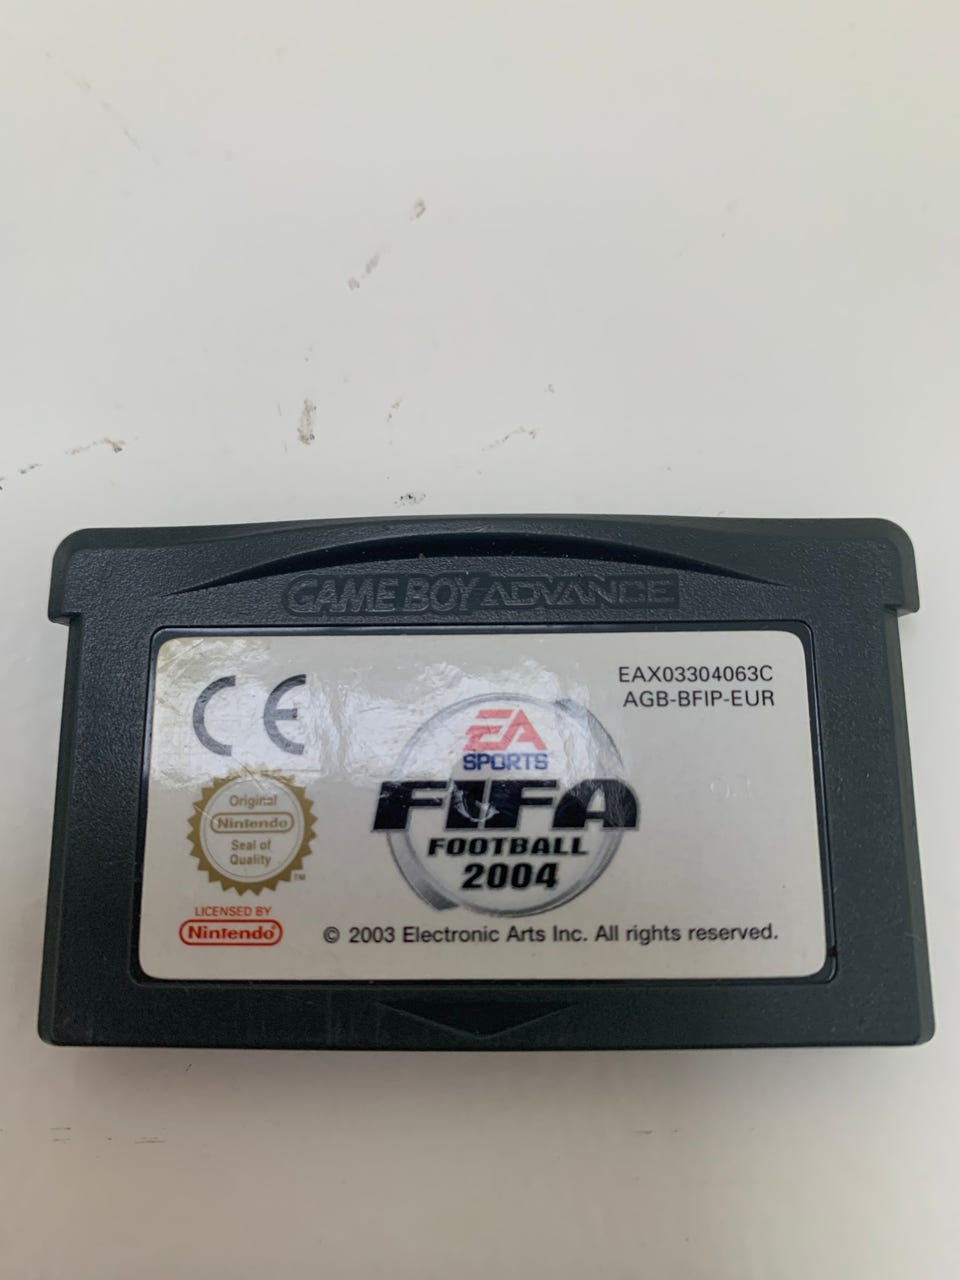 GAME BOY ADVANCE
EAX03304063C
AGB-BFIP-EUR
CE
EA
SPORTS
FIFA
FOOTBALL
2004
Original
Nintendo
Seal of
Quality
TM
LICENSED BY
Nintendo®
© 2003 Electronic Arts Inc. All rights reserved.